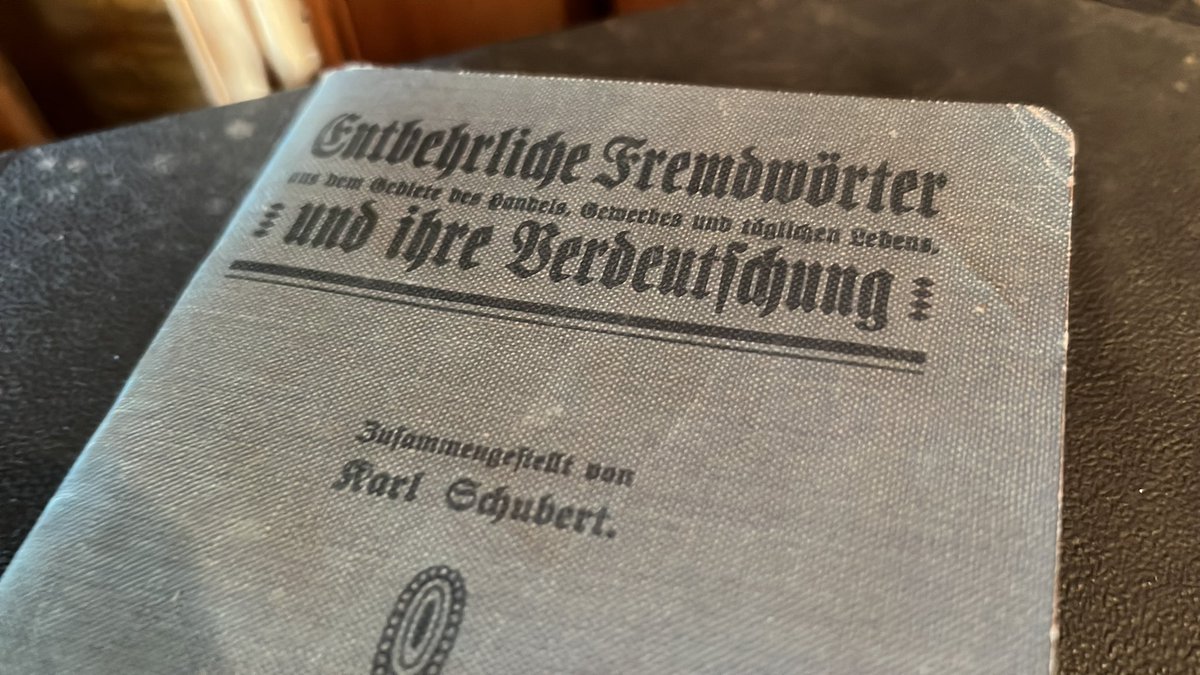 Entbehrliche Fremdwörter
aus dem Gebiete des Handels, Gewerbes und täglichen Lebens,
und ihre Verdeutschung
Zuſammengeſtellt von
Karl Schubert.